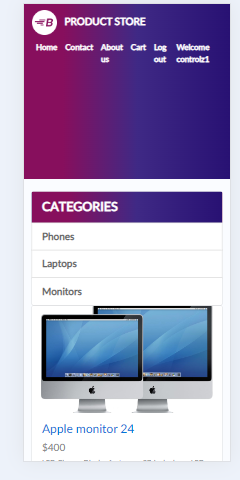 B PRODUCT STORE
Home Contact About us Cart Log out Welcome controlz1
CATEGORIES
Phones
Laptops
Monitors
Apple monitor 24
$400